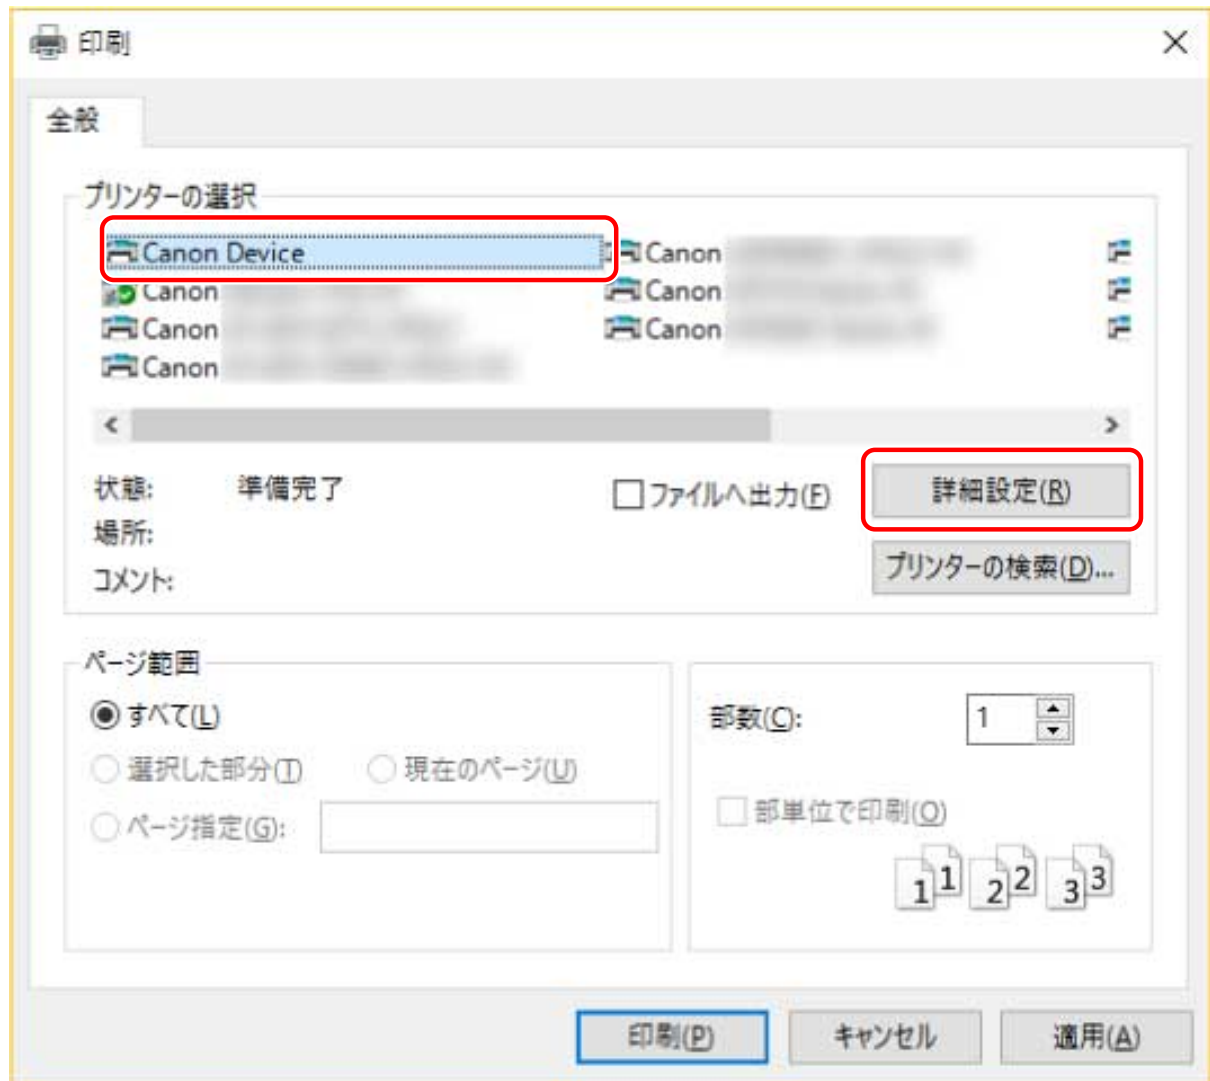 印刷
全般
プリンターの選択
Canon Device
Canon
Canon
Canon
Canon
Canon
Canon
状態: 準備完了
場所:
コメント:
ファイルへ出力(F)
詳細設定(R)
プリンターの検索(D)...
ページ範囲
すべて(L)
選択した部分(T) 現在のページ(U)
ページ指定(G):
部数(C): 1
部単位で印刷(O)
1 1 2 2 3 3
印刷(P) キャンセル 適用(A)